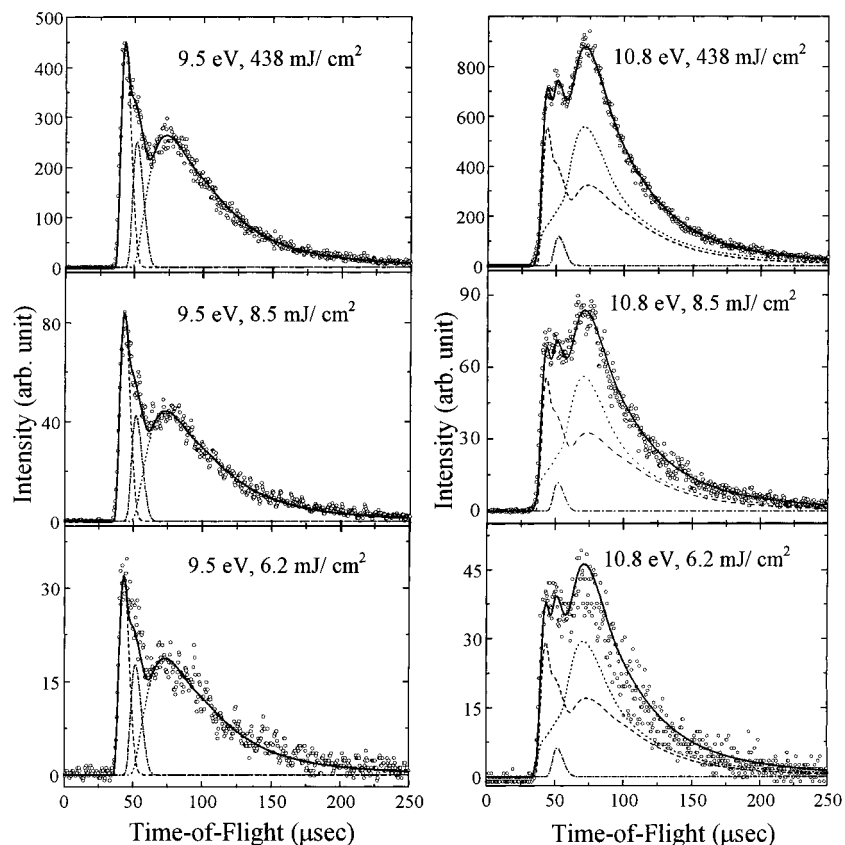 9.5 eV, 438 mJ/ cm²
500
400
300
200
100
0
9.5 eV, 8.5 mJ/ cm²
80
40
0
9.5 eV, 6.2 mJ/ cm²
30
15
0
0 50 100 150 200 250
Intensity (arb. unit)
Time-of-Flight (μsec)
10.8 eV, 438 mJ/ cm²
800
600
400
200
0
10.8 eV, 8.5 mJ/ cm²
90
60
30
0
10.8 eV, 6.2 mJ/ cm²
45
30
15
0
0 50 100 150 200 250
Intensity (arb. unit)
Time-of-Flight (μsec)